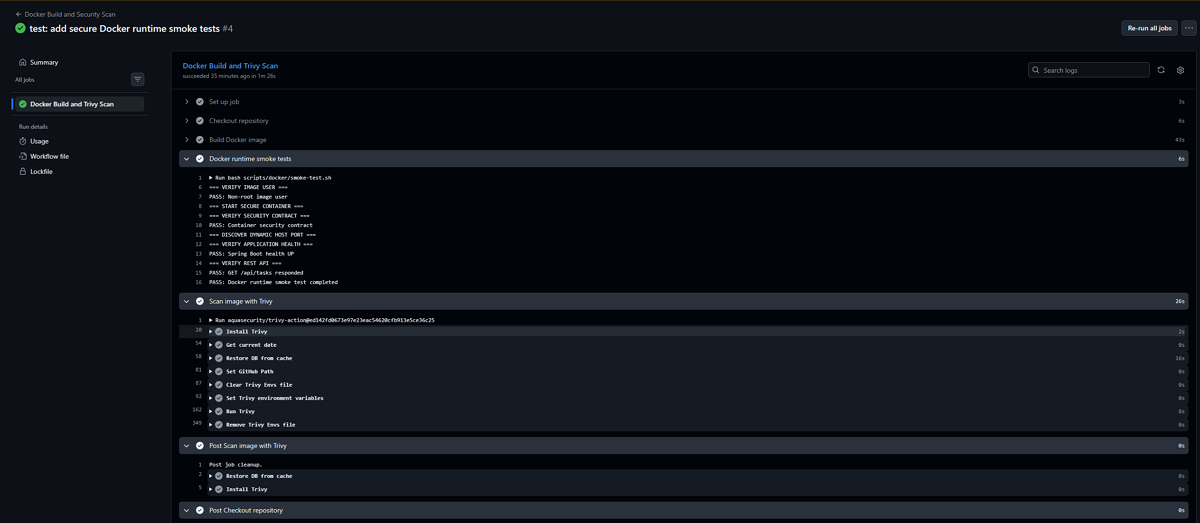 ← Docker Build and Security Scan
test: add secure Docker runtime smoke tests #4
Re-run all jobs
Summary
All jobs
Docker Build and Trivy Scan
Run details
Usage
Workflow file
Lockfile
Docker Build and Trivy Scan
succeeded 35 minutes ago in 1m 26s
Search logs
Set up job 3s
Checkout repository 6s
Build Docker image 43s
Docker runtime smoke tests 6s
1 ▶ Run bash scripts/docker/smoke-test.sh
6 === VERIFY IMAGE USER ===
7 PASS: Non-root image user
8 === START SECURE CONTAINER ===
9 === VERIFY SECURITY CONTRACT ===
10 PASS: Container security contract
11 === DISCOVER DYNAMIC HOST PORT ===
12 === VERIFY APPLICATION HEALTH ===
13 PASS: Spring Boot health UP
14 === VERIFY REST API ===
15 PASS: GET /api/tasks responded
16 PASS: Docker runtime smoke test completed
Scan image with Trivy 26s
1 ▶ Run aquasecurity/trivy-action@ed142fd0673e97e23eac54620cfb913e5ce36c25
20 ▶ Install Trivy 2s
54 ▶ Get current date 0s
58 ▶ Restore DB from cache 16s
81 ▶ Set GitHub Path 0s
87 ▶ Clear Trivy Envs file 0s
92 ▶ Set Trivy environment variables 0s
162 ▶ Run Trivy 0s
349 ▶ Remove Trivy Envs file 0s
Post Scan image with Trivy 0s
1 Post job cleanup.
2 ▶ Restore DB from cache 0s
5 ▶ Install Trivy 0s
Post Checkout repository 0s